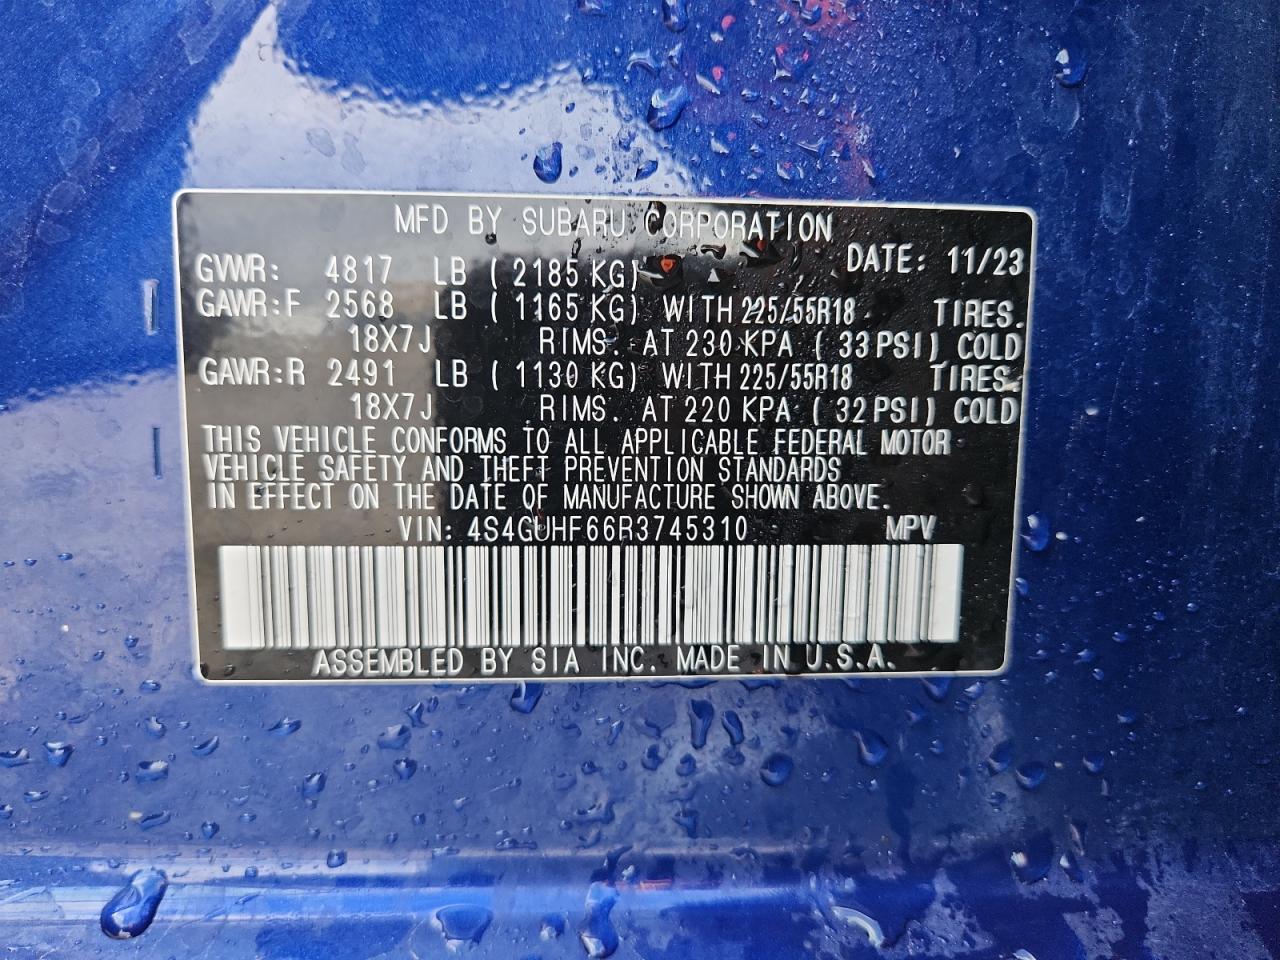 MFD BY SUBARU CORPORATION
DATE: 11/23
GVWR: 4817 LB ( 2185 KG)
GAWR:F 2568 LB ( 1165 KG) WITH 225/55R18 TIRES.
18X7J RIMS. AT 230 KPA ( 33 PSI) COLD
GAWR:R 2491 LB ( 1130 KG) WITH 225/55R18 TIRES.
18X7J RIMS. AT 220 KPA ( 32 PSI) COLD
THIS VEHICLE CONFORMS TO ALL APPLICABLE FEDERAL MOTOR
VEHICLE SAFETY AND THEFT PREVENTION STANDARDS
IN EFFECT ON THE DATE OF MANUFACTURE SHOWN ABOVE.
VIN: 4S4GUHF66R3745310 MPV
ASSEMBLED BY SIA INC. MADE IN U.S.A.